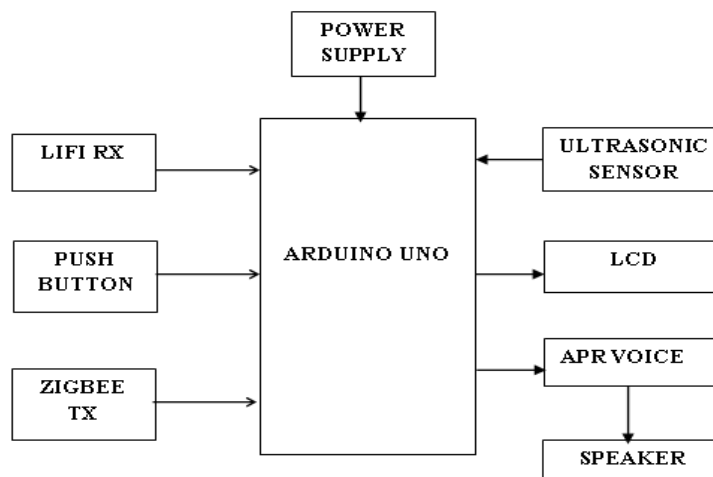 POWER
SUPPLY
LIFI RX
ULTRASONIC
SENSOR
ARDUINO UNO
PUSH
BUTTON
LCD
APR VOICE
ZIGBEE
TX
SPEAKER